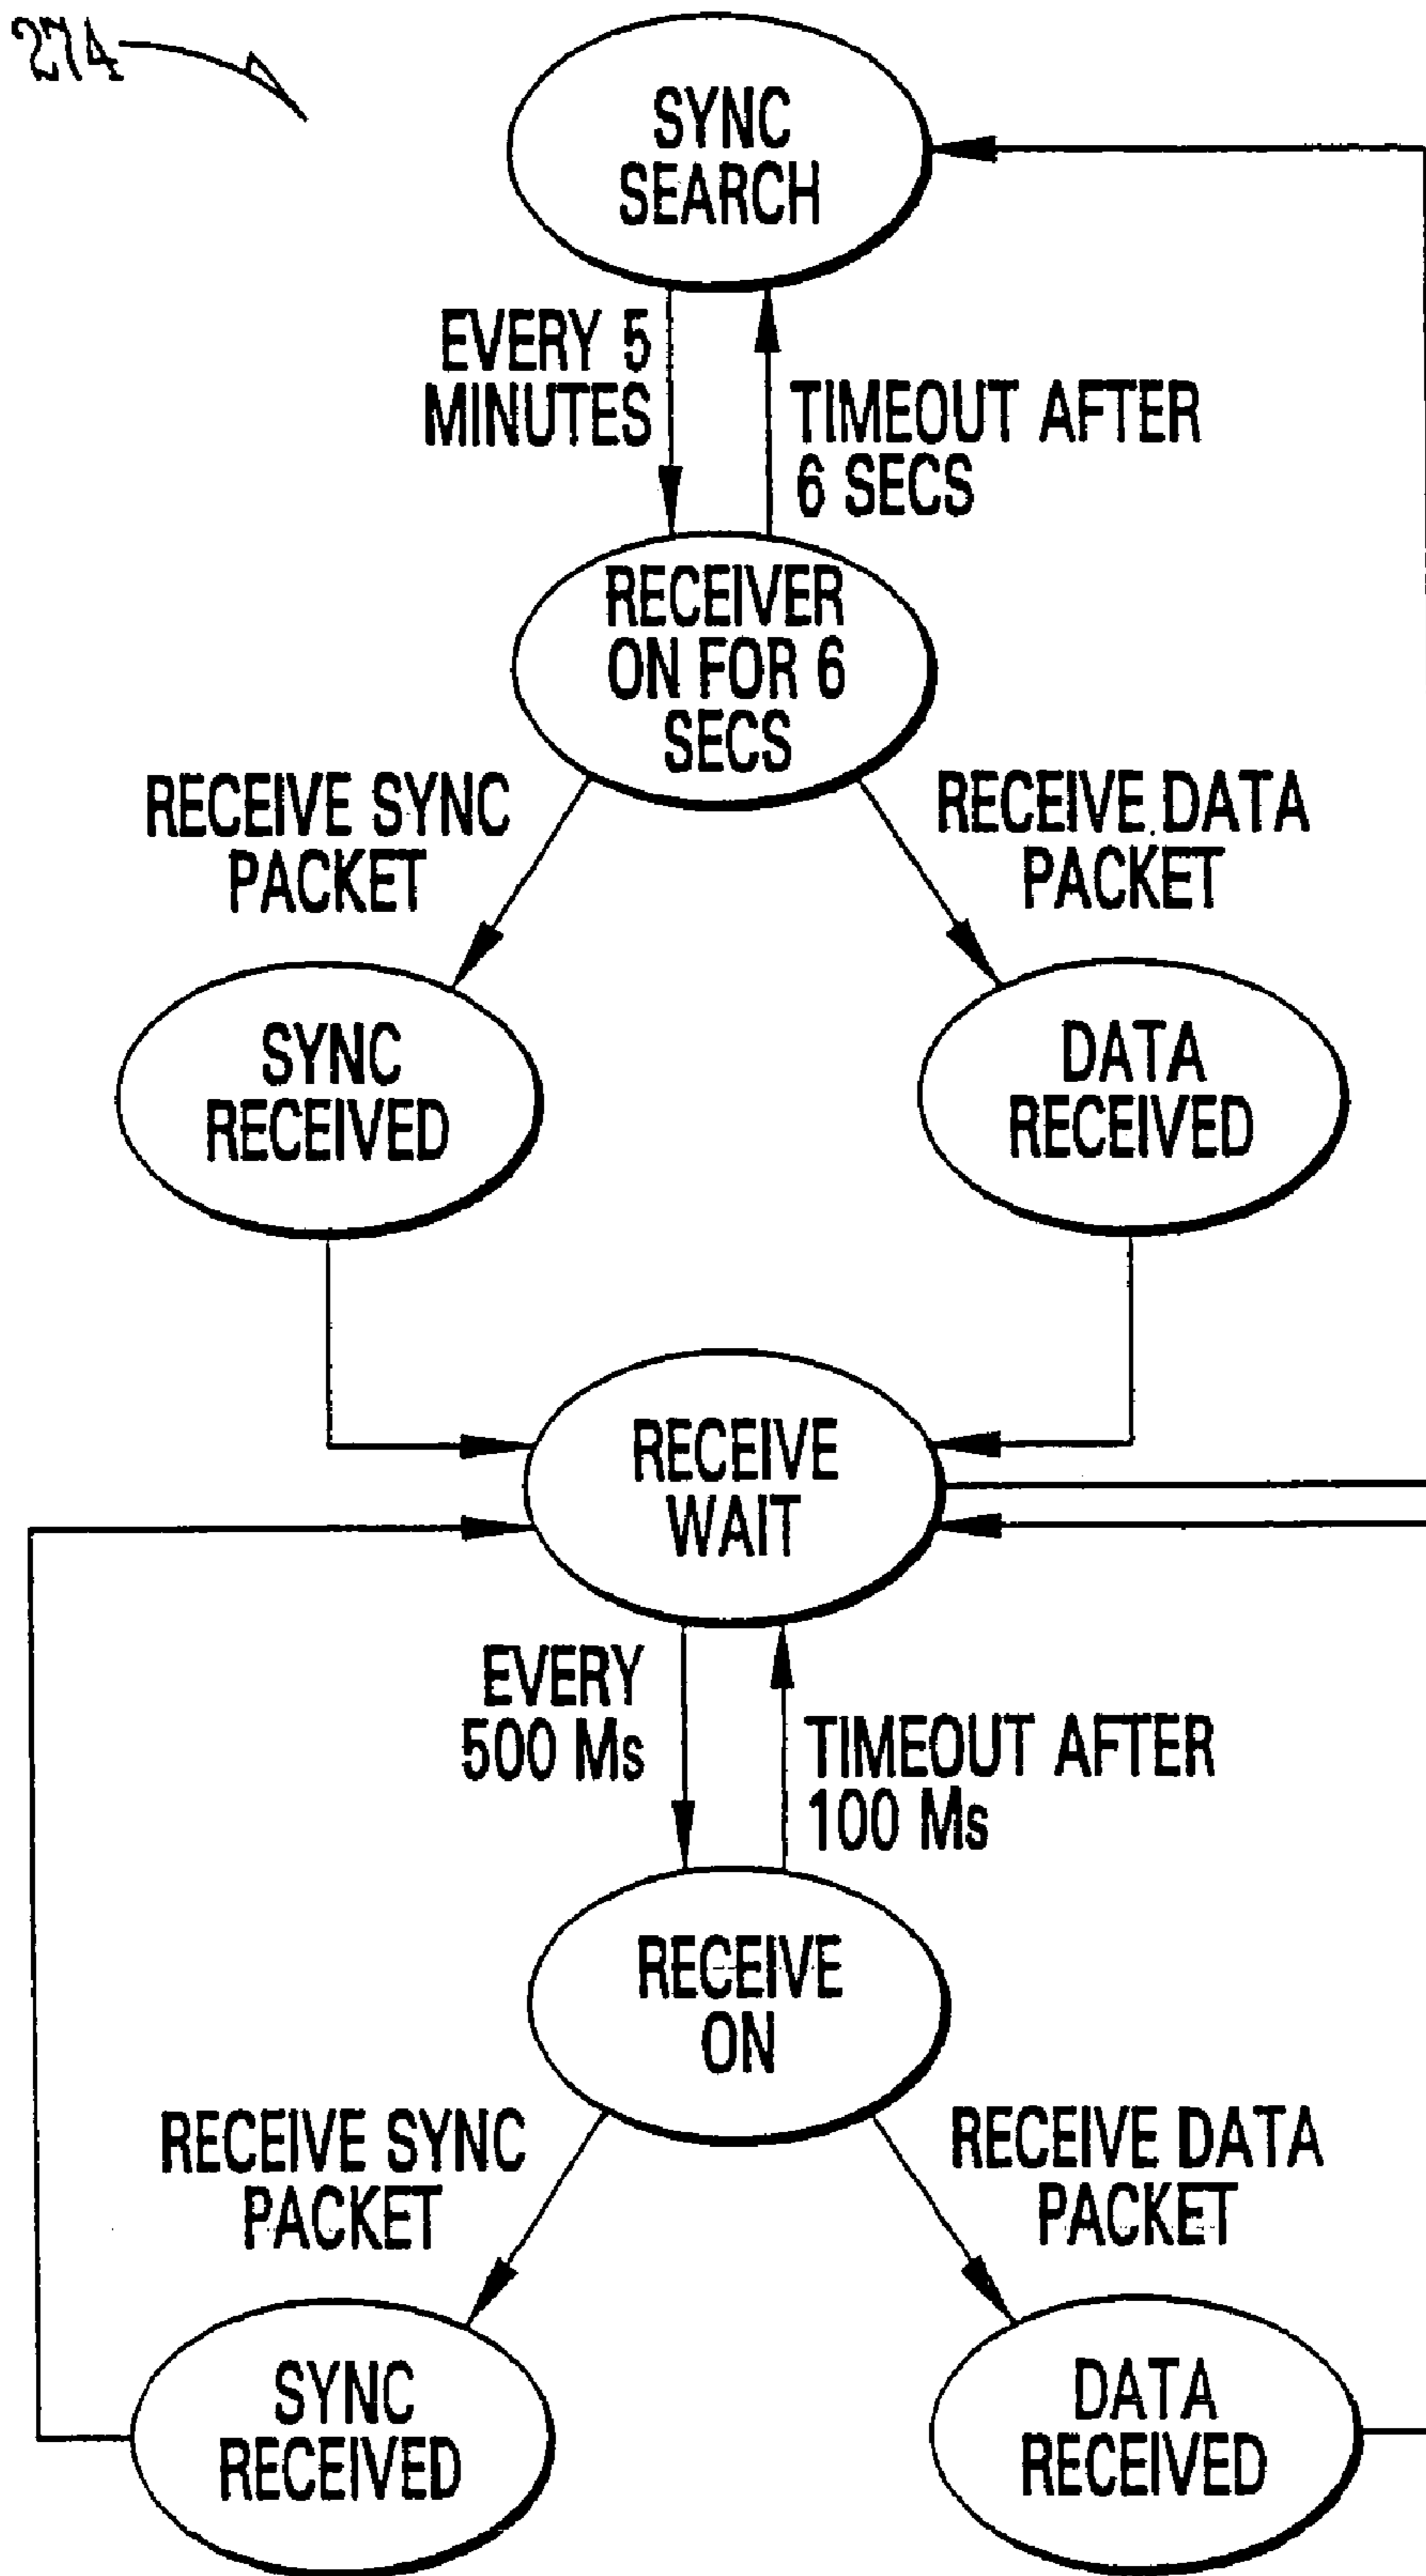 274
SYNC
SEARCH
EVERY 5
MINUTES
TIMEOUT AFTER
6 SECS
RECEIVER
ON FOR 6
SECS
RECEIVE SYNC
PACKET
RECEIVE DATA
PACKET
SYNC
RECEIVED
DATA
RECEIVED
RECEIVE
WAIT
EVERY
500 Ms
TIMEOUT AFTER
100 Ms
RECEIVE
ON
RECEIVE SYNC
PACKET
RECEIVE DATA
PACKET
SYNC
RECEIVED
DATA
RECEIVED